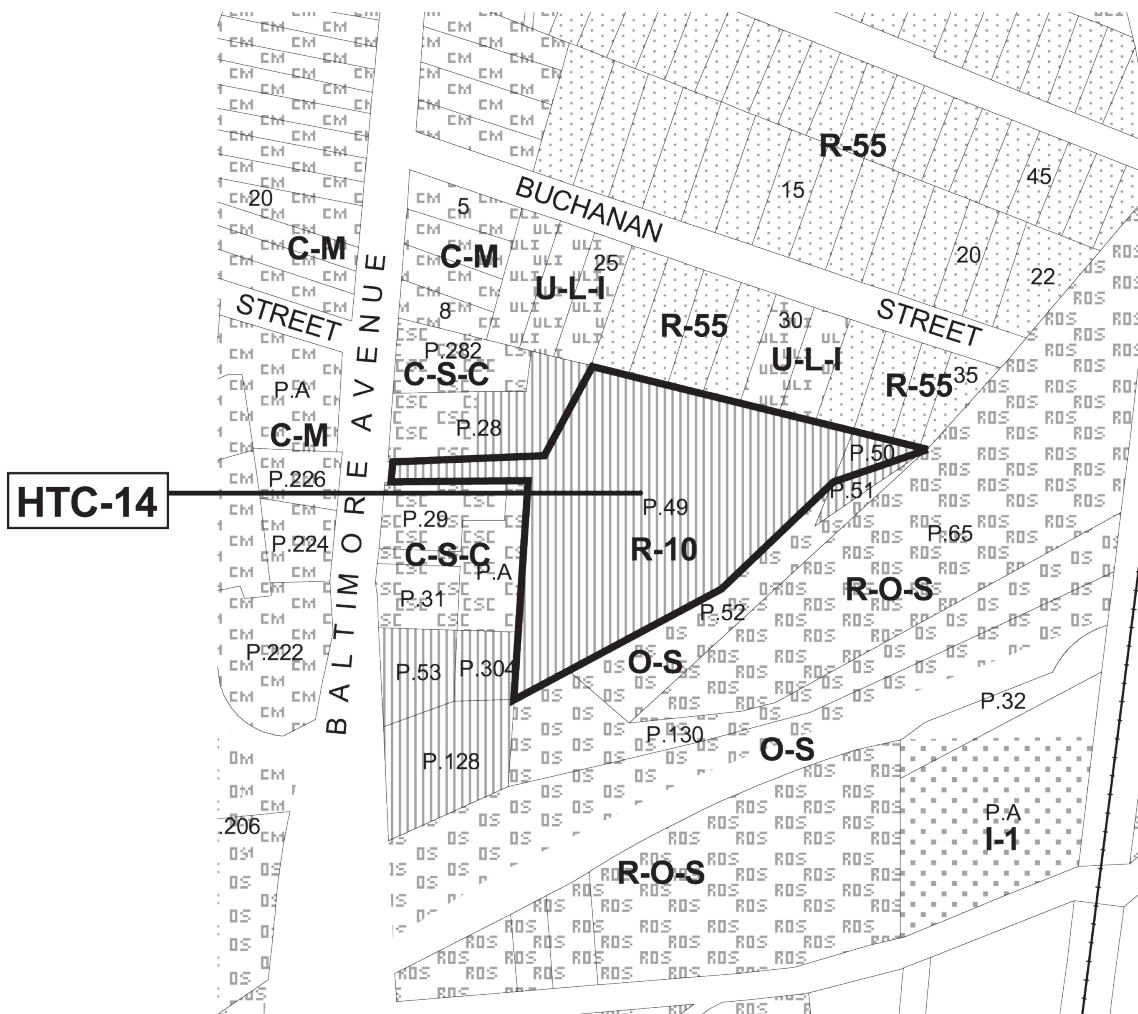 R-55
45
15
BUCHANAN
20
5
20
C-M
C-M
25
U-L-I
22
STREET
8
R-55
30
STREET
P.282
C-S-C
U-L-I
R-55
35
P.A
C-M
P.28
P.50
P.226
HTC-14
P.51
P.49
P.29
P.65
P.224
R-10
C-S-C
P.A
R-O-S
P.31
P.52
P.222
O-S
P.53
P.304
BALTIMORE AVENUE
P.32
P.130
O-S
P.128
P.A
I-1
.206
R-O-S